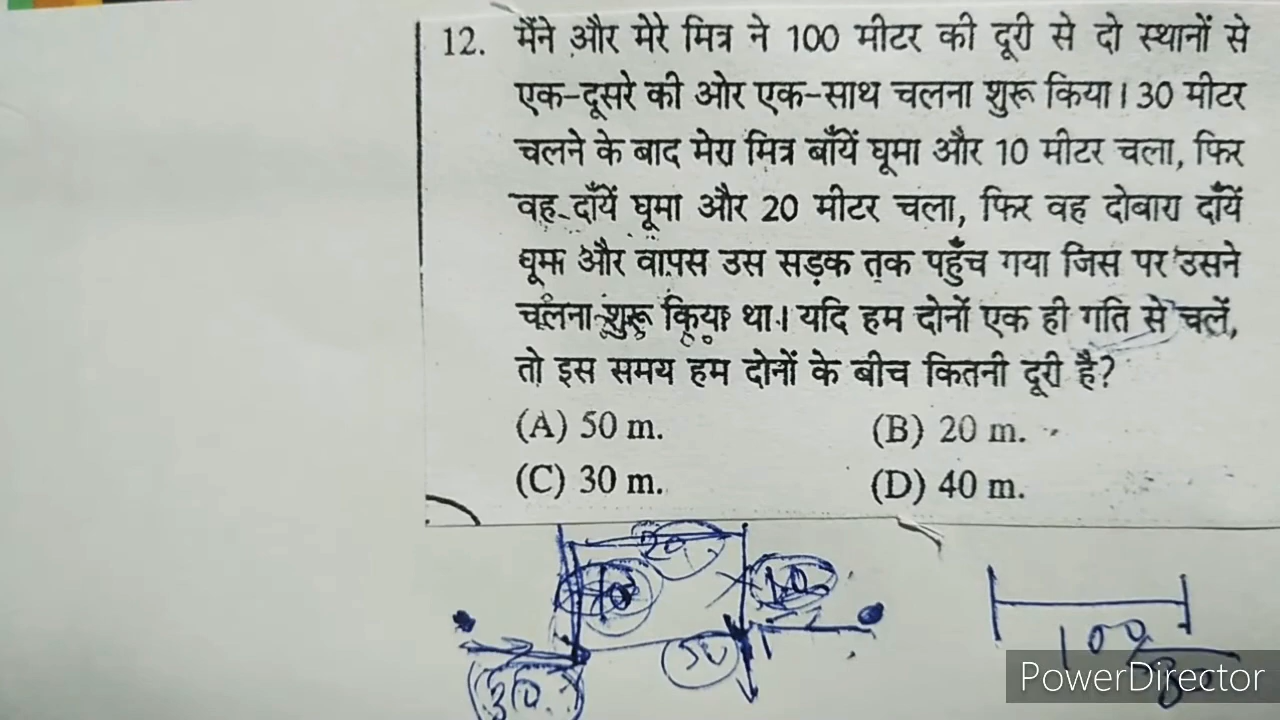 12. मैंने और मेरे मित्र ने 100 मीटर की दूरी से दो स्थानों से
एक-दूसरे की ओर एक-साथ चलना शुरू किया। 30 मीटर
चलने के बाद मेरा मित्र बाँयें घूमा और 10 मीटर चला, फिर
वह दाँयें घूमा और 20 मीटर चला, फिर वह दोबारा दाँयें
घूमा और वापस उस सड़क तक पहुँच गया जिस पर उसने
चलना शुरू किया था। यदि हम दोनों एक ही गति से चलें,
तो इस समय हम दोनों के बीच कितनी दूरी है?
(A) 50 m. (B) 20 m.
(C) 30 m. (D) 40 m.
20
10
50
30
100
PowerDirector